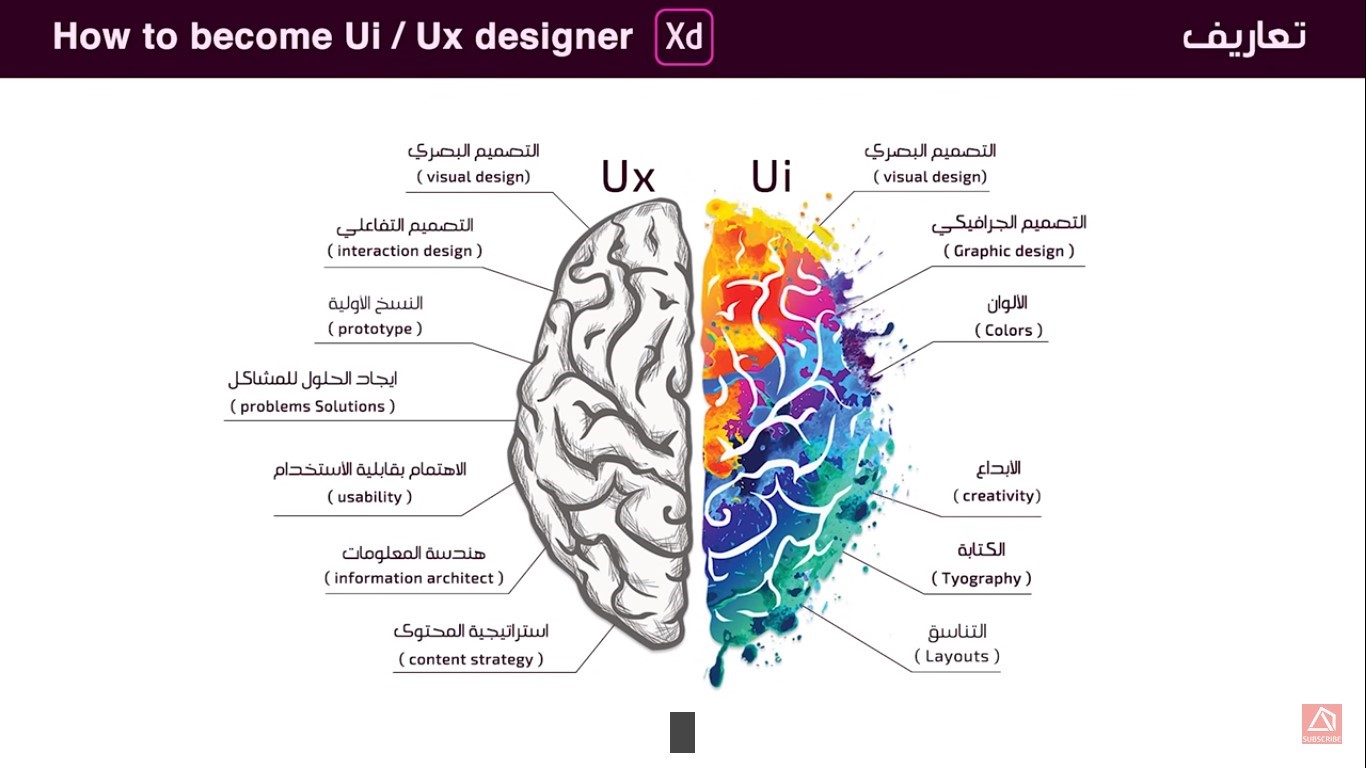 How to become Ui / Ux designer
Xd
تعاريف
Ux
Ui
التصميم البصري
( visual design)
التصميم التفاعلي
( interaction design )
النسخ الاولية
( prototype )
ايجاد الحلول للمشاكل
( problems Solutions )
الاهتمام بقابلية الأستخدام
( usability )
هندسة المعلومات
( information architect )
استراتيجية المحتوى
( content strategy )
التصميم البصري
( visual design)
التصميم الجرافيكي
( Graphic design )
الألوان
( Colors )
الأبداع
( creativity)
الكتابة
( Tyography )
التناسق
( Layouts )
SUBSCRIBE